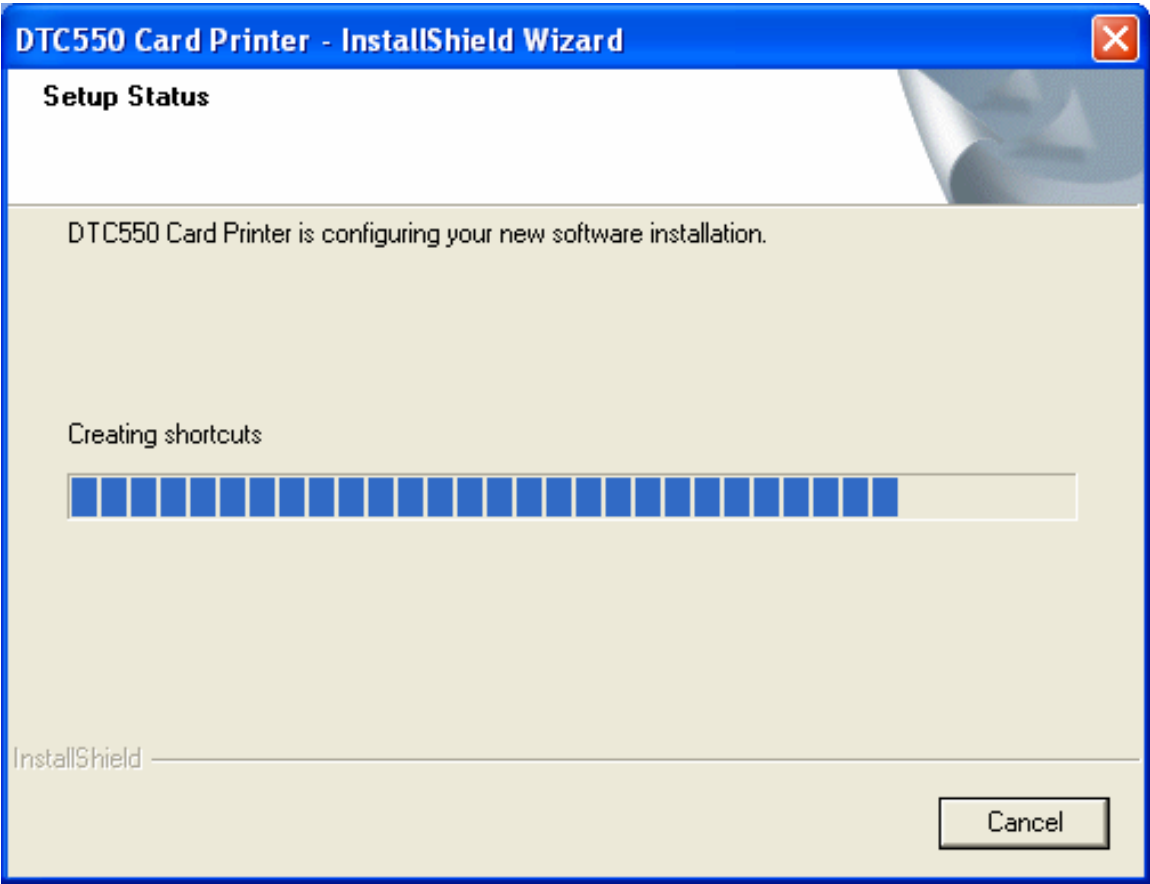 DTC550 Card Printer - InstallShield Wizard
Setup Status
DTC550 Card Printer is configuring your new software installation.
Creating shortcuts
InstallShield
Cancel